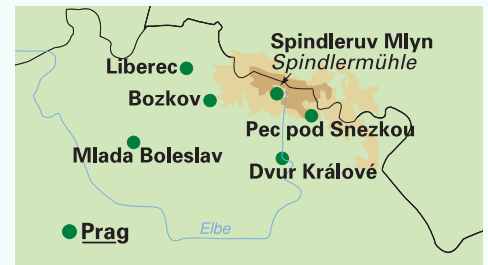 Spindleruv Mlyn
Spindlermühle
Liberec
Bozkov
Pec pod Snezkou
Mlada Boleslav
Dvur Králové
Elbe
Prag